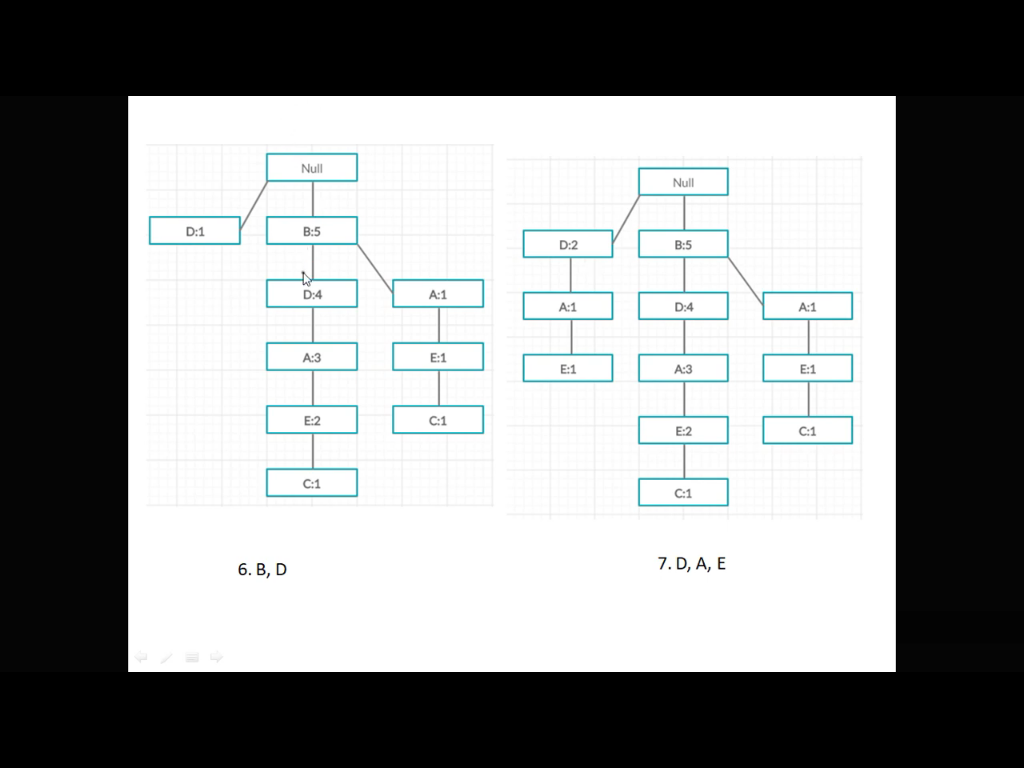 Null
D:1
B:5
D:4
A:1
A:3
E:1
E:2
C:1
C:1
6. B, D
Null
D:2
B:5
A:1
D:4
A:1
E:1
A:3
E:1
E:2
C:1
C:1
7. D, A, E